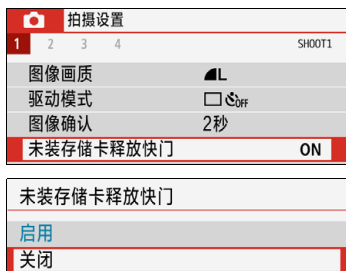 拍摄设置
1 2 3 4 SHOOT1
图像画质 L
驱动模式 OFF
图像确认 2秒
未装存储卡释放快门 ON
未装存储卡释放快门
启用
关闭